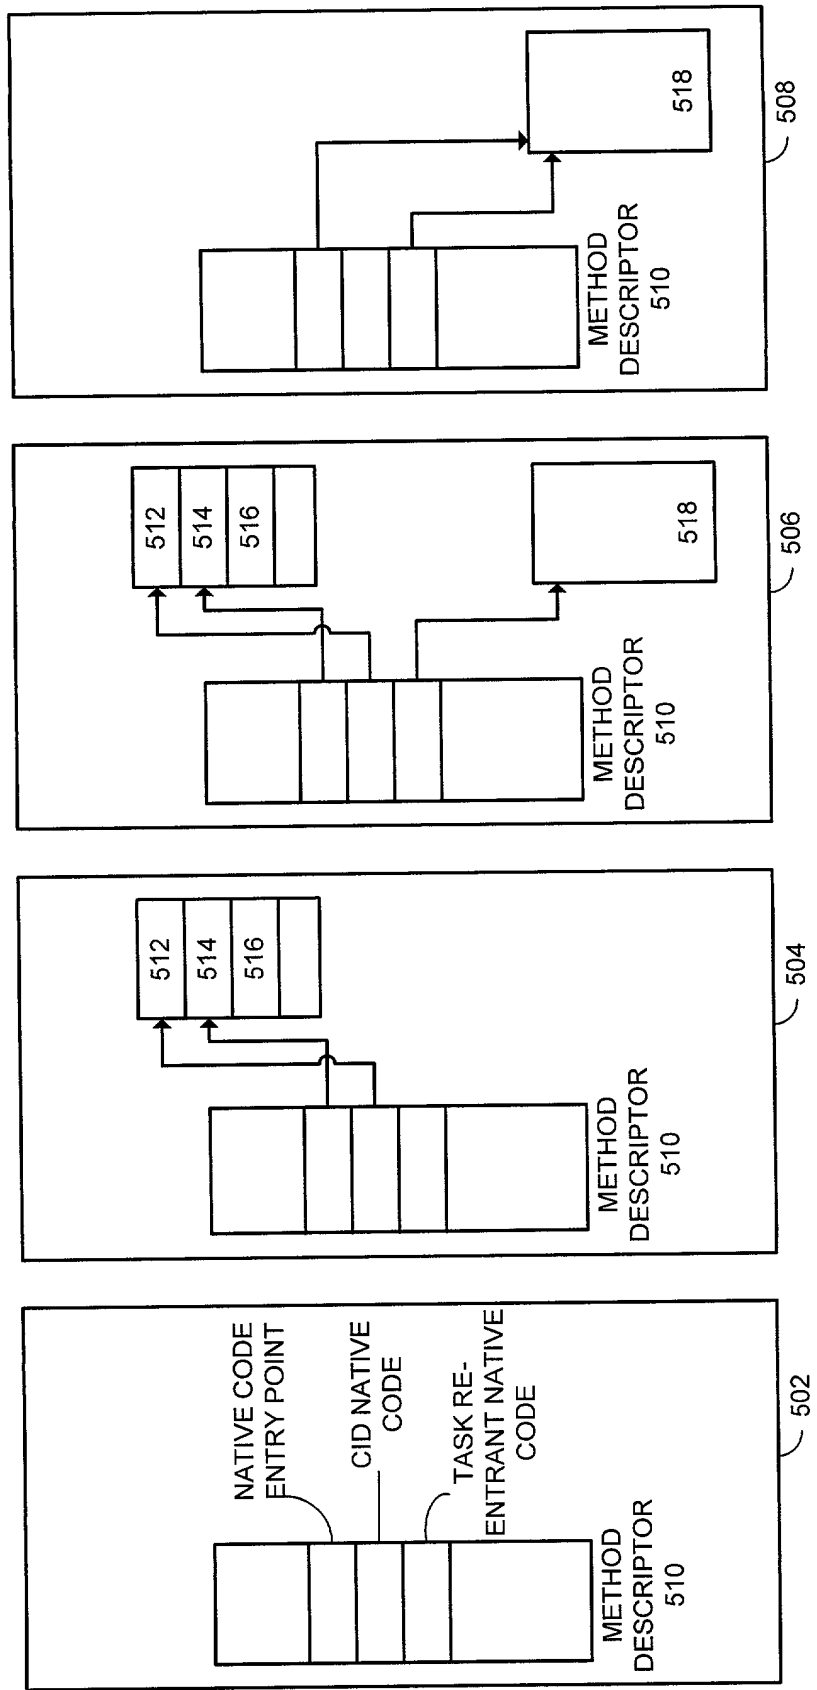 NATIVE CODE
ENTRY POINT
CID NATIVE
CODE
TASK RE-
ENTRANT NATIVE
CODE
METHOD
DESCRIPTOR
510
502
512
514
516
METHOD
DESCRIPTOR
510
504
512
514
516
518
METHOD
DESCRIPTOR
510
506
518
METHOD
DESCRIPTOR
510
508